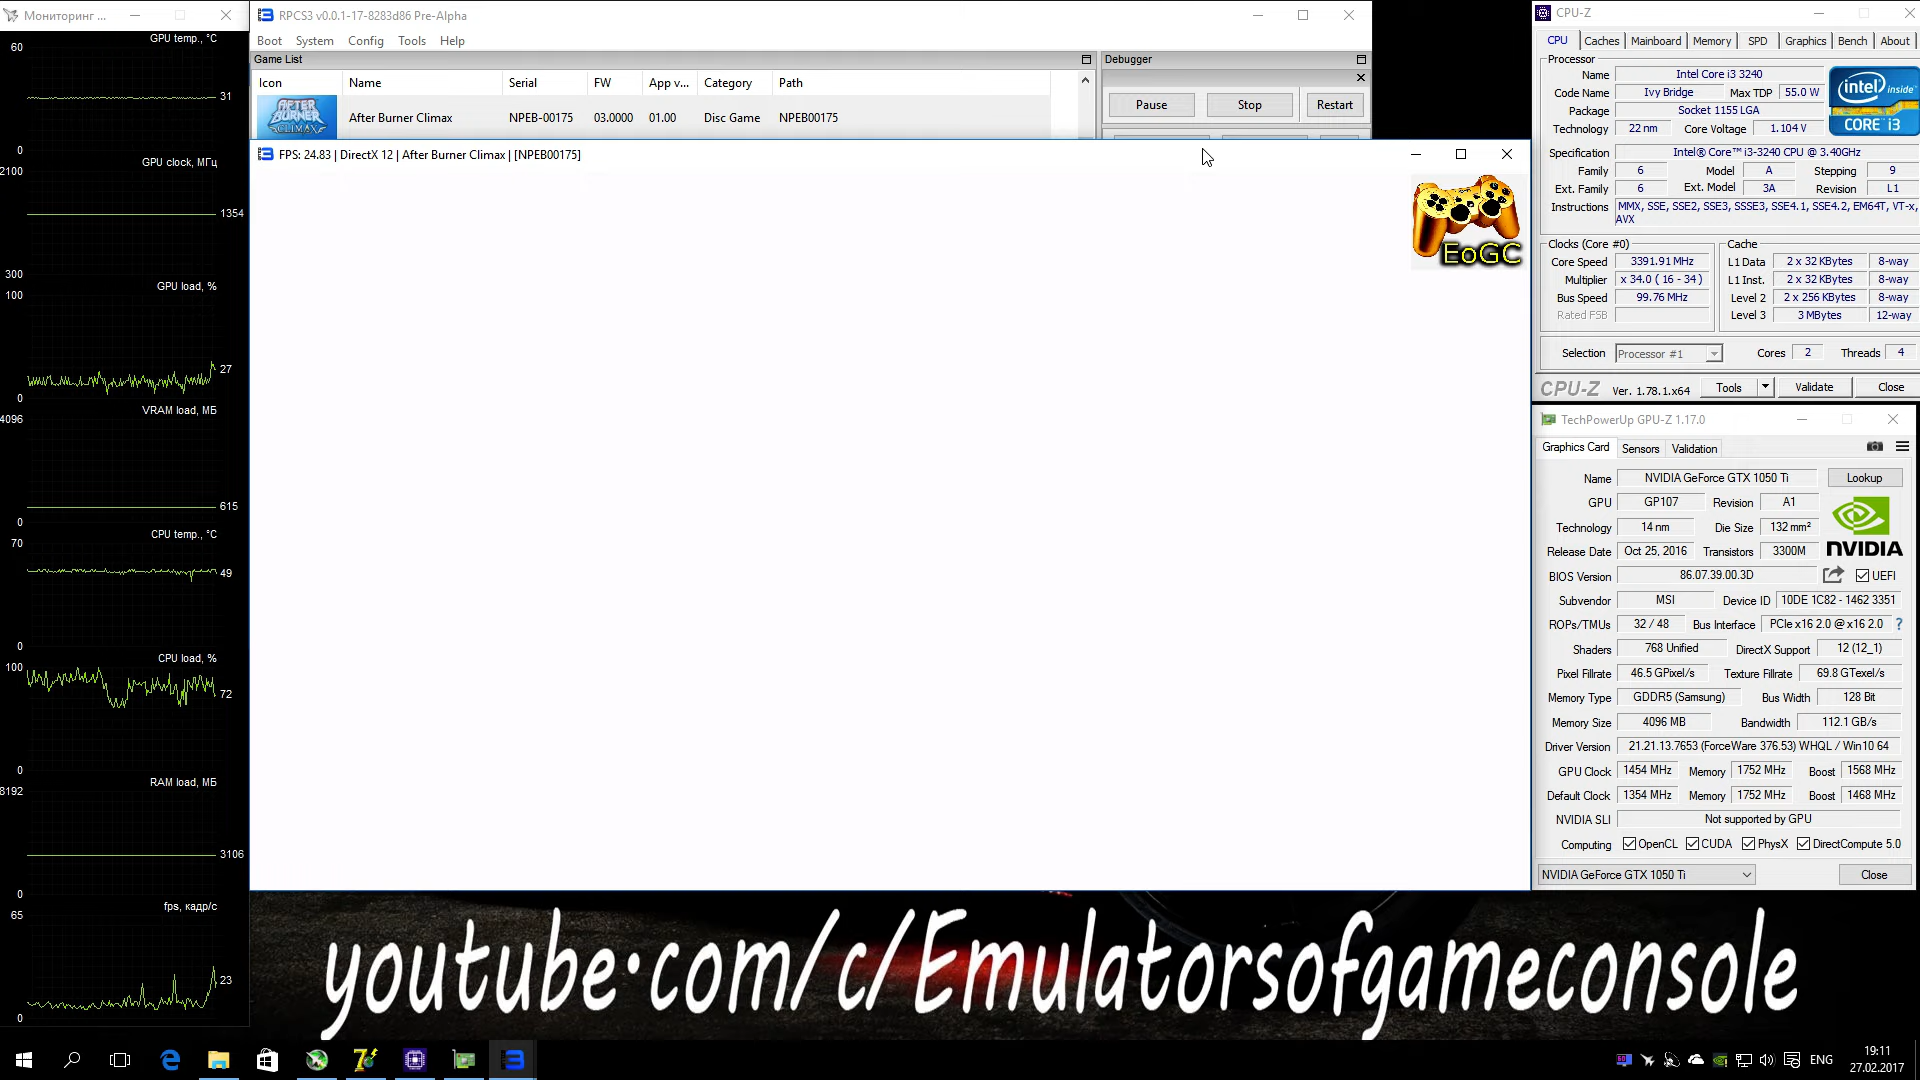 Мониторинг ...
GPU temp., °C
60
31
0
GPU clock, МГц
2100
1354
300
GPU load, %
100
27
0
VRAM load, МБ
4096
615
0
CPU temp., °C
70
49
0
CPU load, %
100
72
0
RAM load, МБ
8192
3106
0
fps, кадр/с
65
23
0
RPCS3 v0.0.1-17-8283d86 Pre-Alpha
Boot System Config Tools Help
Game List
Icon Name Serial FW App v... Category Path
AFTER BURNER CLIMAX
After Burner Climax NPEB-00175 03.0000 01.00 Disc Game NPEB00175
Debugger
Pause Stop Restart
FPS: 24.83 | DirectX 12 | After Burner Climax | [NPEB00175]
EoGC
CPU-Z
CPU Caches Mainboard Memory SPD Graphics Bench About
Processor
Name Intel Core i3 3240
Code Name Ivy Bridge Max TDP 55.0 W
Package Socket 1155 LGA
Technology 22 nm Core Voltage 1.104 V
intel inside
CORE i3
Specification Intel® Core™ i3-3240 CPU @ 3.40GHz
Family 6 Model A Stepping 9
Ext. Family 6 Ext. Model 3A Revision L1
Instructions MMX, SSE, SSE2, SSE3, SSSE3, SSE4.1, SSE4.2, EM64T, VT-x,
AVX
Clocks (Core #0)
Core Speed 3391.91 MHz
Multiplier x 34.0 ( 16 - 34 )
Bus Speed 99.76 MHz
Rated FSB
Cache
L1 Data 2 x 32 KBytes 8-way
L1 Inst. 2 x 32 KBytes 8-way
Level 2 2 x 256 KBytes 8-way
Level 3 3 MBytes 12-way
Selection Processor #1 Cores 2 Threads 4
CPU-Z Ver. 1.78.1.x64 Tools Validate Close
TechPowerUp GPU-Z 1.17.0
Graphics Card Sensors Validation
Name NVIDIA GeForce GTX 1050 Ti Lookup
GPU GP107 Revision A1
Technology 14 nm Die Size 132 mm²
Release Date Oct 25, 2016 Transistors 3300M
NVIDIA
BIOS Version 86.07.39.00.3D UEFI
Subvendor MSI Device ID 10DE 1C82 - 1462 3351
ROPs/TMUs 32 / 48 Bus Interface PCIe x16 2.0 @ x16 2.0 ?
Shaders 768 Unified DirectX Support 12 (12_1)
Pixel Fillrate 46.5 GPixel/s Texture Fillrate 69.8 GTexel/s
Memory Type GDDR5 (Samsung) Bus Width 128 Bit
Memory Size 4096 MB Bandwidth 112.1 GB/s
Driver Version 21.21.13.7653 (ForceWare 376.53) WHQL / Win10 64
GPU Clock 1454 MHz Memory 1752 MHz Boost 1568 MHz
Default Clock 1354 MHz Memory 1752 MHz Boost 1468 MHz
NVIDIA SLI Not supported by GPU
Computing OpenCL CUDA PhysX DirectCompute 5.0
NVIDIA GeForce GTX 1050 Ti Close
youtube.com/c/Emulatorsofgameconsole
ENG
19:11
27.02.2017